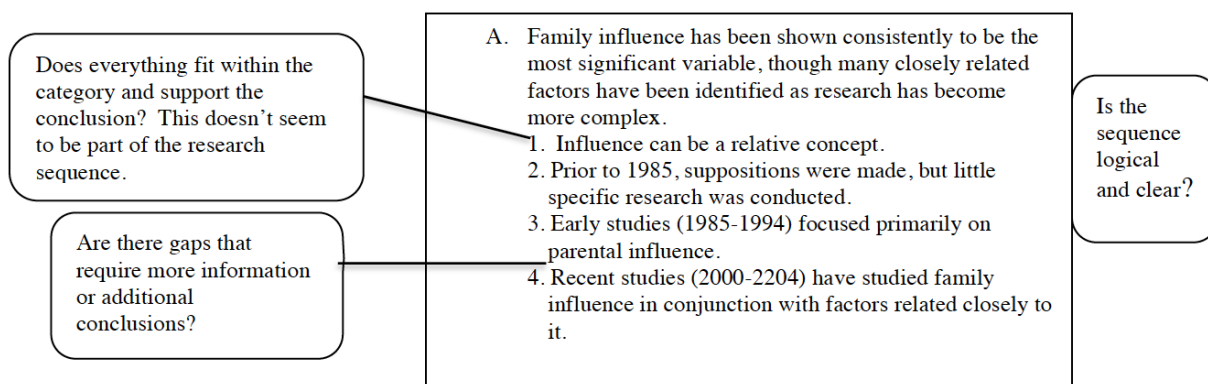 Does everything fit within the
category and support the
conclusion?  This doesn't seem
to be part of the research
sequence.
Are there gaps that
require more information
or additional
conclusions?
A.  Family influence has been shown consistently to be the
most significant variable, though many closely related
factors have been identified as research has become
more complex.
1.  Influence can be a relative concept.
2. Prior to 1985, suppositions were made, but little
specific research was conducted.
3. Early studies (1985-1994) focused primarily on
parental influence.
4. Recent studies (2000-2204) have studied family
influence in conjunction with factors related closely to
it.
Is the
sequence
logical
and clear?